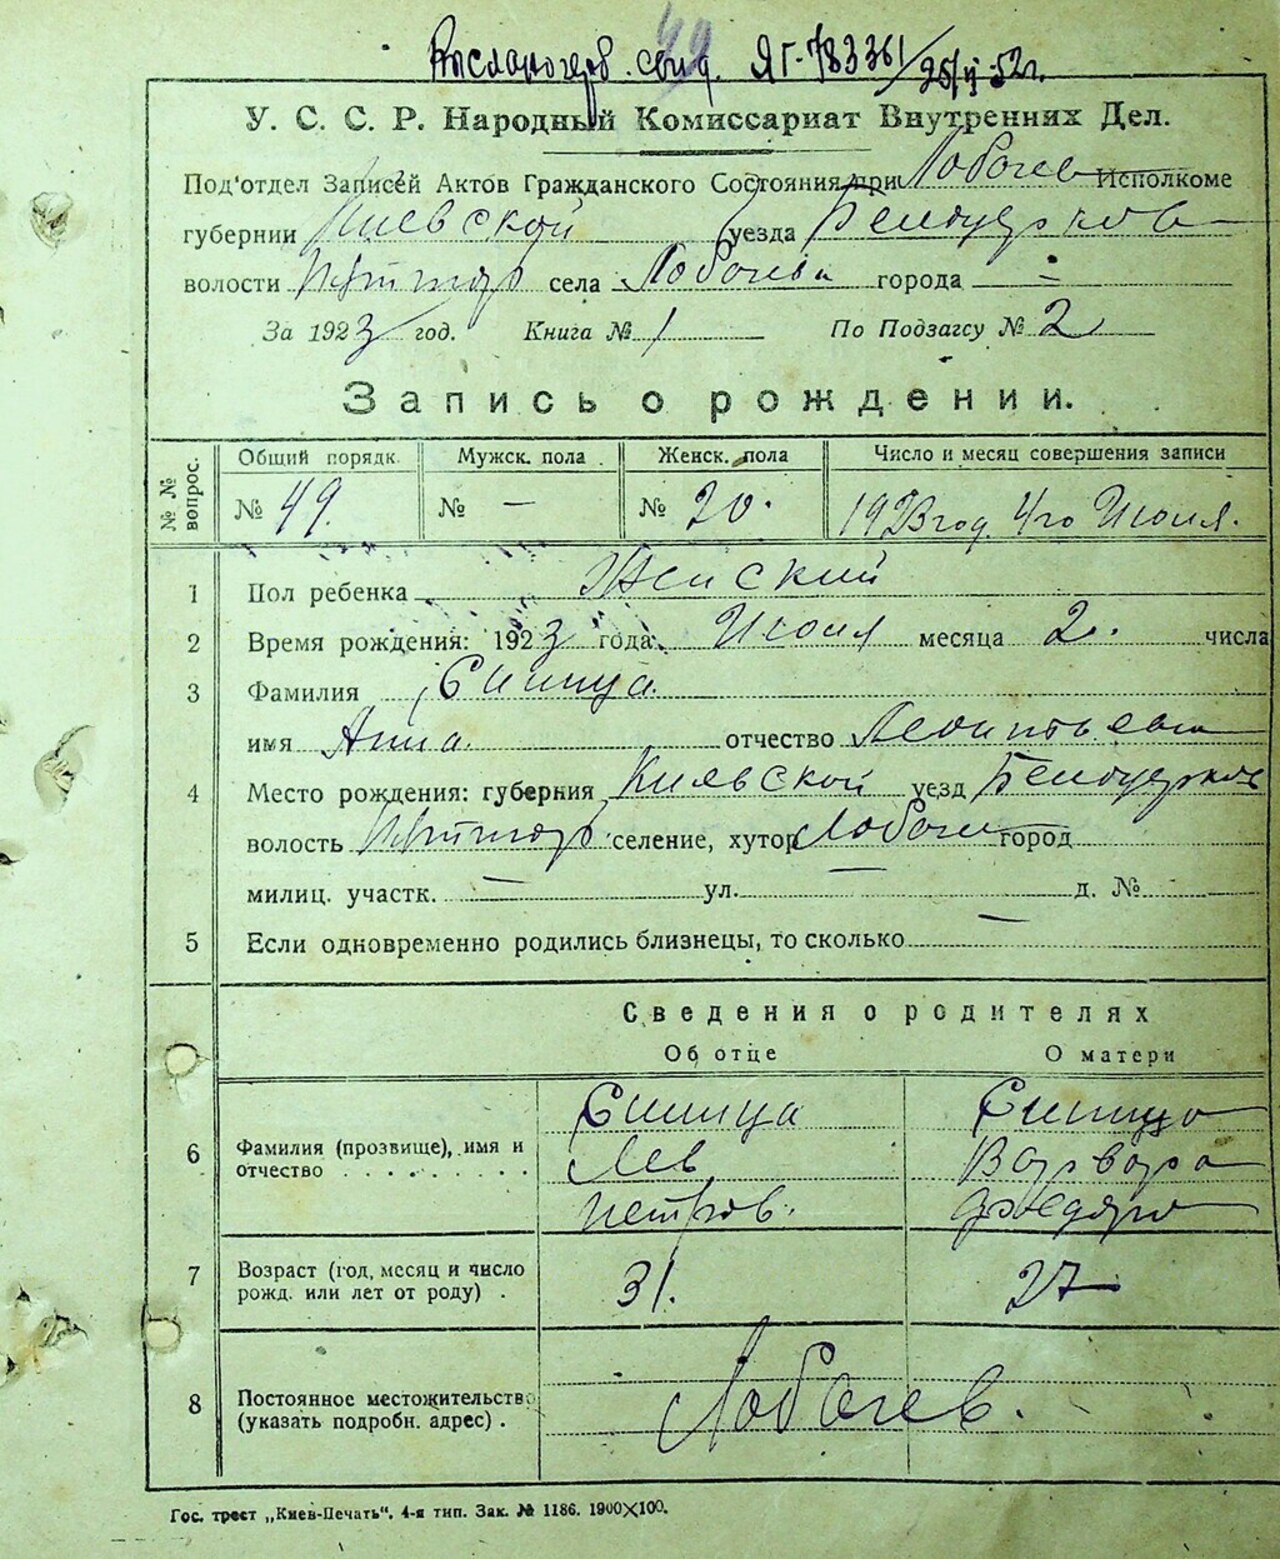 49
ЯГ-783361/25/VI-52г.
У. С. С. Р. Народный Комиссариат Внутренних Дел.
Под'отдел Записей Актов Гражданского Состояния при Лобачев Исполкоме
губернии Киевской уезда Белоцерков
волости села Лобачева города -
За 1923 год. Книга № 1 По Подзагсу № 2
Запись о рождении.
№№ вопрос.
Общий порядк. Мужск. пола Женск. пола Число и месяц совершения записи
№ 49. № — № 20. 1923 год. 4го Июля.
1 Пол ребенка Женский
2 Время рождения: 1923 года. Июля месяца 2. числа
3 Фамилия Синица.
имя Анна. отчество Леонтьевна
4 Место рождения: губерния Киевской уезд Белоцерков
волость селение, хутор Лобачев город
милиц. участк. — ул. — д. №
5 Если одновременно родились близнецы, то сколько —
Сведения о родителях
Об отце О матери
Синица Синица
6 Фамилия (прозвище), имя и Лев Варвара
отчество . . . . . . . . петров.
7 Возраст (год, месяц и число 31. 27
рожд. или лет от роду) .
8 Постоянное местожительство Лобачев.
(указать подробн. адрес) .
Гос. трест „Киев-Печать“. 4-я тип. Зак. № 1186. 1900×100.